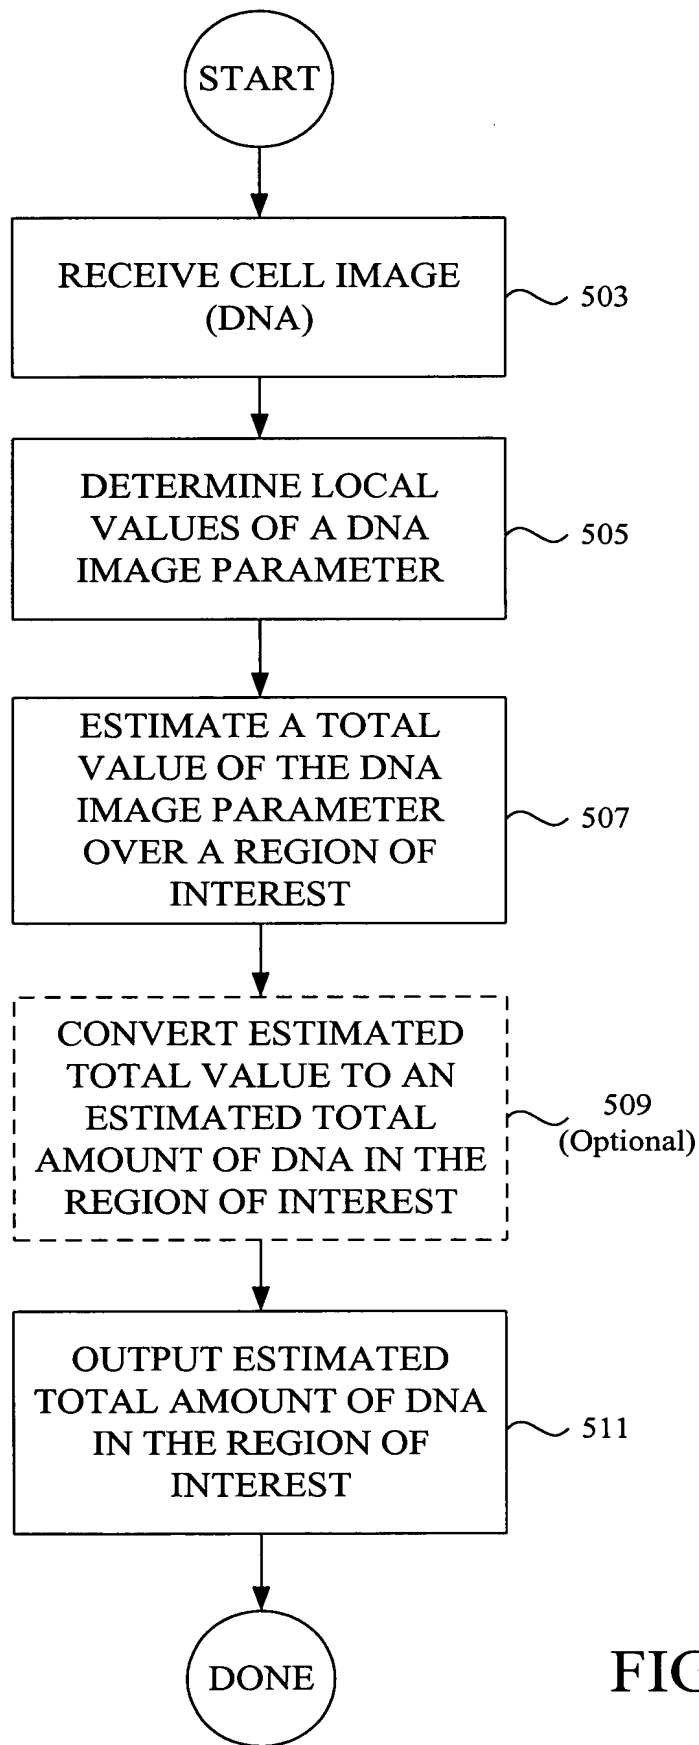 START
RECEIVE CELL IMAGE
(DNA)
503
DETERMINE LOCAL
VALUES OF A DNA
IMAGE PARAMETER
505
ESTIMATE A TOTAL
VALUE OF THE DNA
IMAGE PARAMETER
OVER A REGION OF
INTEREST
507
CONVERT ESTIMATED
TOTAL VALUE TO AN
ESTIMATED TOTAL
AMOUNT OF DNA IN THE
REGION OF INTEREST
509
(Optional)
OUTPUT ESTIMATED
TOTAL AMOUNT OF DNA
IN THE REGION OF
INTEREST
511
DONE